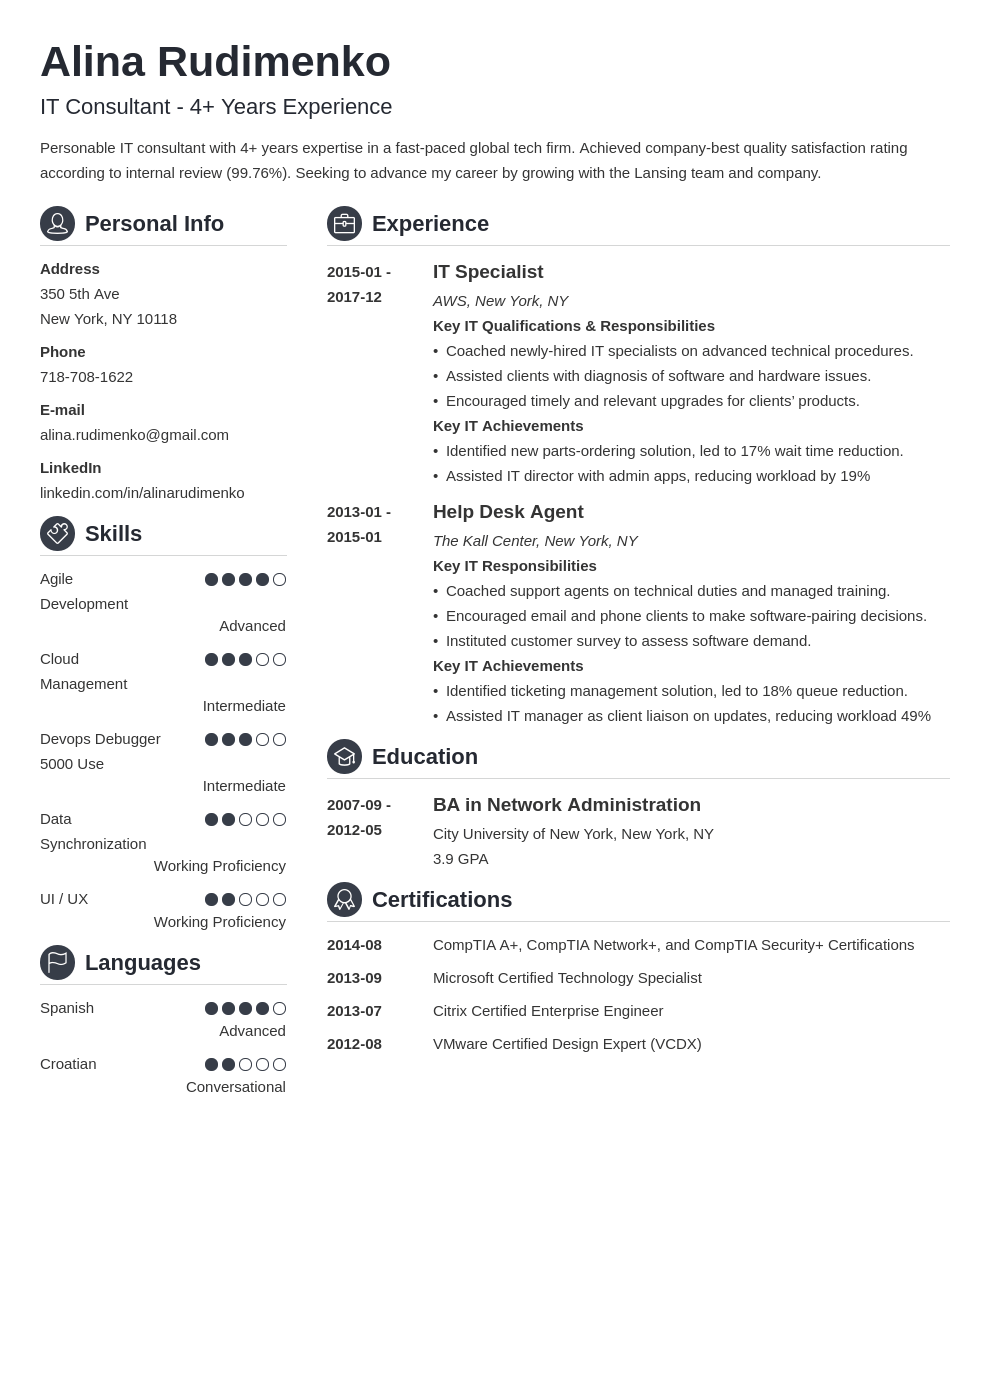 Alina Rudimenko
IT Consultant - 4+ Years Experience
Personable IT consultant with 4+ years expertise in a fast-paced global tech firm. Achieved company-best quality satisfaction rating
according to internal review (99.76%). Seeking to advance my career by growing with the Lansing team and company.
Personal Info
Address
350 5th Ave
New York, NY 10118
Phone
718-708-1622
E-mail
alina.rudimenko@gmail.com
LinkedIn
linkedin.com/in/alinarudimenko
Skills
Agile
Development
Advanced
Cloud
Management
Intermediate
Devops Debugger
5000 Use
Intermediate
Data
Synchronization
Working Proficiency
UI / UX
Working Proficiency
Languages
Spanish
Advanced
Croatian
Conversational
Experience
2015-01 -
2017-12
IT Specialist
AWS, New York, NY
Key IT Qualifications & Responsibilities
• Coached newly-hired IT specialists on advanced technical procedures.
• Assisted clients with diagnosis of software and hardware issues.
• Encouraged timely and relevant upgrades for clients’ products.
Key IT Achievements
• Identified new parts-ordering solution, led to 17% wait time reduction.
• Assisted IT director with admin apps, reducing workload by 19%
2013-01 -
2015-01
Help Desk Agent
The Kall Center, New York, NY
Key IT Responsibilities
• Coached support agents on technical duties and managed training.
• Encouraged email and phone clients to make software-pairing decisions.
• Instituted customer survey to assess software demand.
Key IT Achievements
• Identified ticketing management solution, led to 18% queue reduction.
• Assisted IT manager as client liaison on updates, reducing workload 49%
Education
2007-09 -
2012-05
BA in Network Administration
City University of New York, New York, NY
3.9 GPA
Certifications
2014-08 CompTIA A+, CompTIA Network+, and CompTIA Security+ Certifications
2013-09 Microsoft Certified Technology Specialist
2013-07 Citrix Certified Enterprise Engineer
2012-08 VMware Certified Design Expert (VCDX)